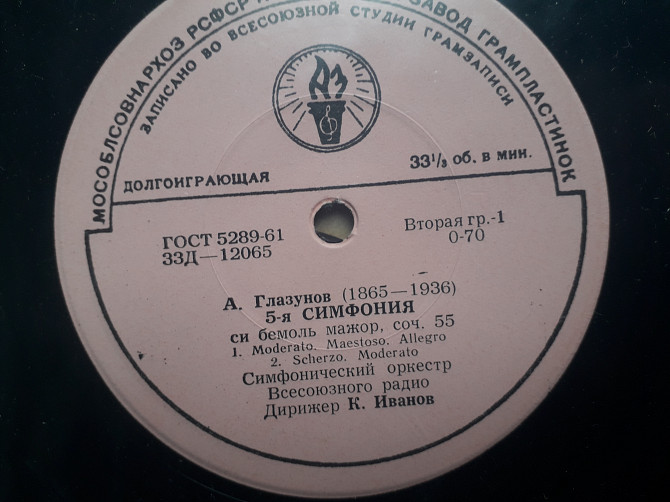 МОСОБЛСОВНАРХОЗ РСФСР ЗАВОД ГРАМПЛАСТИНОК
ЗАПИСАНО ВО ВСЕСОЮЗНОЙ СТУДИИ ГРАМЗАПИСИ
АЗ
ДОЛГОИГРАЮЩАЯ
33⅓ об. в мин.
ГОСТ 5289-61
33Д—12065
Вторая гр.-1
0-70
А. Глазунов (1865—1936)
5-я СИМФОНИЯ
си бемоль мажор, соч. 55
1. Moderato. Maestoso, Allegro
2. Scherzo. Moderato
Симфонический оркестр
Всесоюзного радио
Дирижер К. Иванов